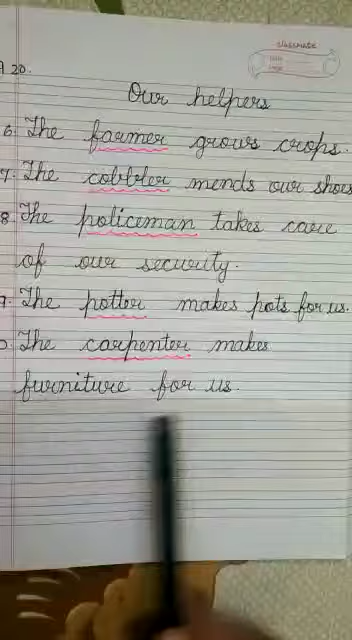 classmate
20.
Our helpers
6. The farmer grows crops.
7. The cobbler mends our shoes
8. The policeman takes care
of our security.
9. The potter makes pots for us.
The carpenter makes
furniture for us.